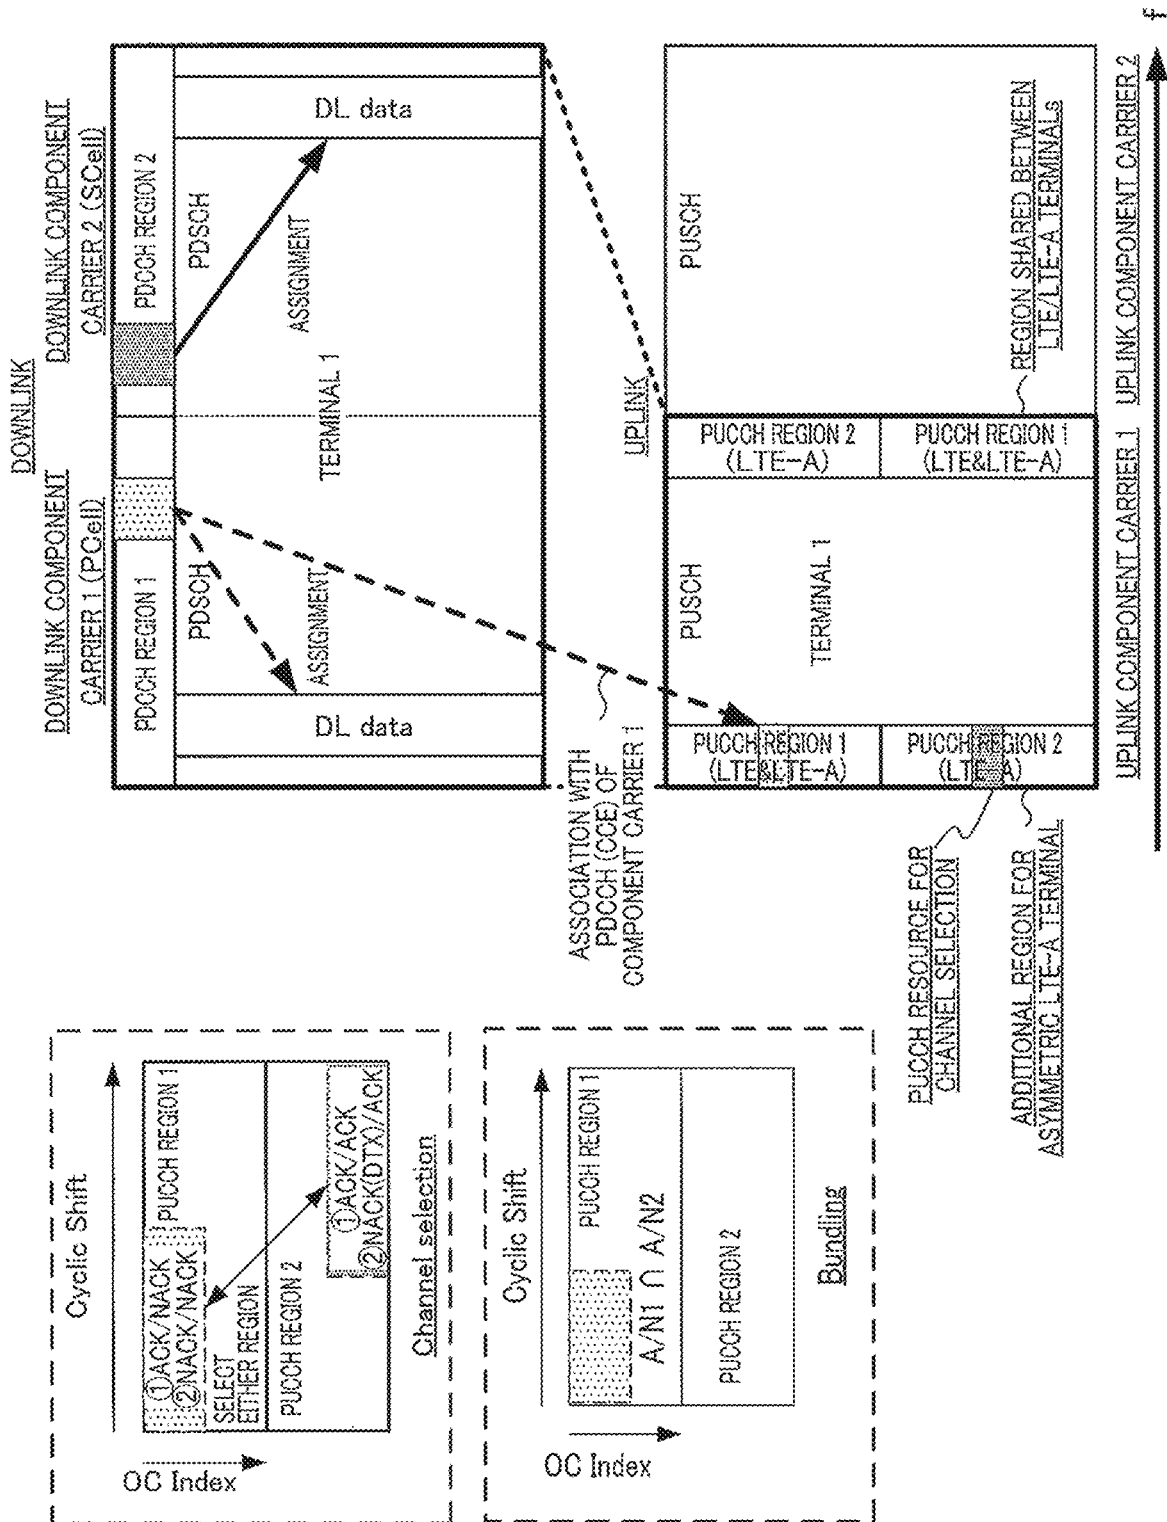 DOWNLINK
DOWNLINK COMPONENT
CARRIER 1 (PCell)
DOWNLINK COMPONENT
CARRIER 2 (SCell)
PDCCH REGION 1
PDCCH REGION 2
PDSCH
PDSCH
DL data
ASSIGNMENT
TERMINAL 1
ASSIGNMENT
DL data
ASSOCIATION WITH
PDCCH (CCE) OF
COMPONENT CARRIER 1
UPLINK
PUCCH REGION 1
(LTE&LTE-A)
PUSCH
PUCCH REGION 2
(LTE-A)
PUSCH
TERMINAL 1
PUCCH REGION 2
(LTE-A)
PUCCH REGION 1
(LTE&LTE-A)
PUCCH RESOURCE FOR
CHANNEL SELECTION
ADDITIONAL REGION FOR
ASYMMETRIC LTE-A TERMINAL
REGION SHARED BETWEEN
LTE/LTE-A TERMINALs
UPLINK COMPONENT CARRIER 1
UPLINK COMPONENT CARRIER 2
f
Cyclic Shift
OC Index
①ACK/NACK
②NACK/NACK
PUCCH REGION 1
SELECT
EITHER REGION
PUCCH REGION 2
①ACK/ACK
②NACK(DTX)/ACK
Channel selection
Cyclic Shift
OC Index
PUCCH REGION 1
A/N1 ∩ A/N2
PUCCH REGION 2
Bundling